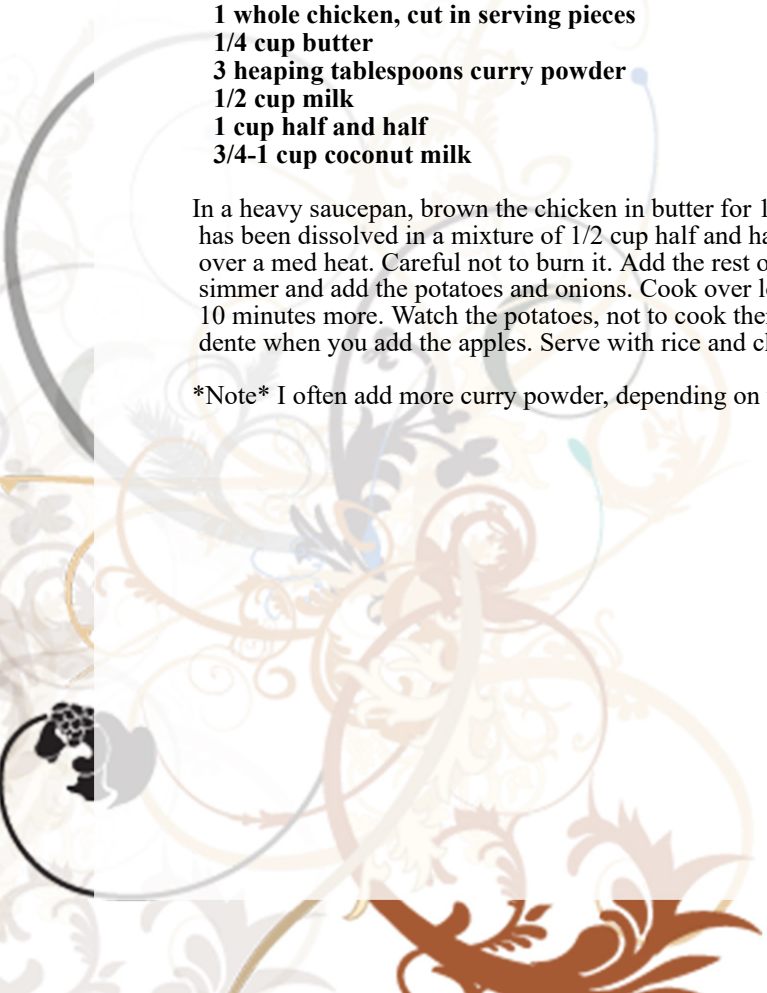 1 whole chicken, cut in serving pieces
1/4 cup butter
3 heaping tablespoons curry powder
1/2 cup milk
1 cup half and half
3/4-1 cup coconut milk
In a heavy saucepan, brown the chicken in butter for 1
has been dissolved in a mixture of 1/2 cup half and ha
over a med heat. Careful not to burn it. Add the rest o
simmer and add the potatoes and onions. Cook over l
10 minutes more. Watch the potatoes, not to cook the
dente when you add the apples. Serve with rice and c
*Note* I often add more curry powder, depending on